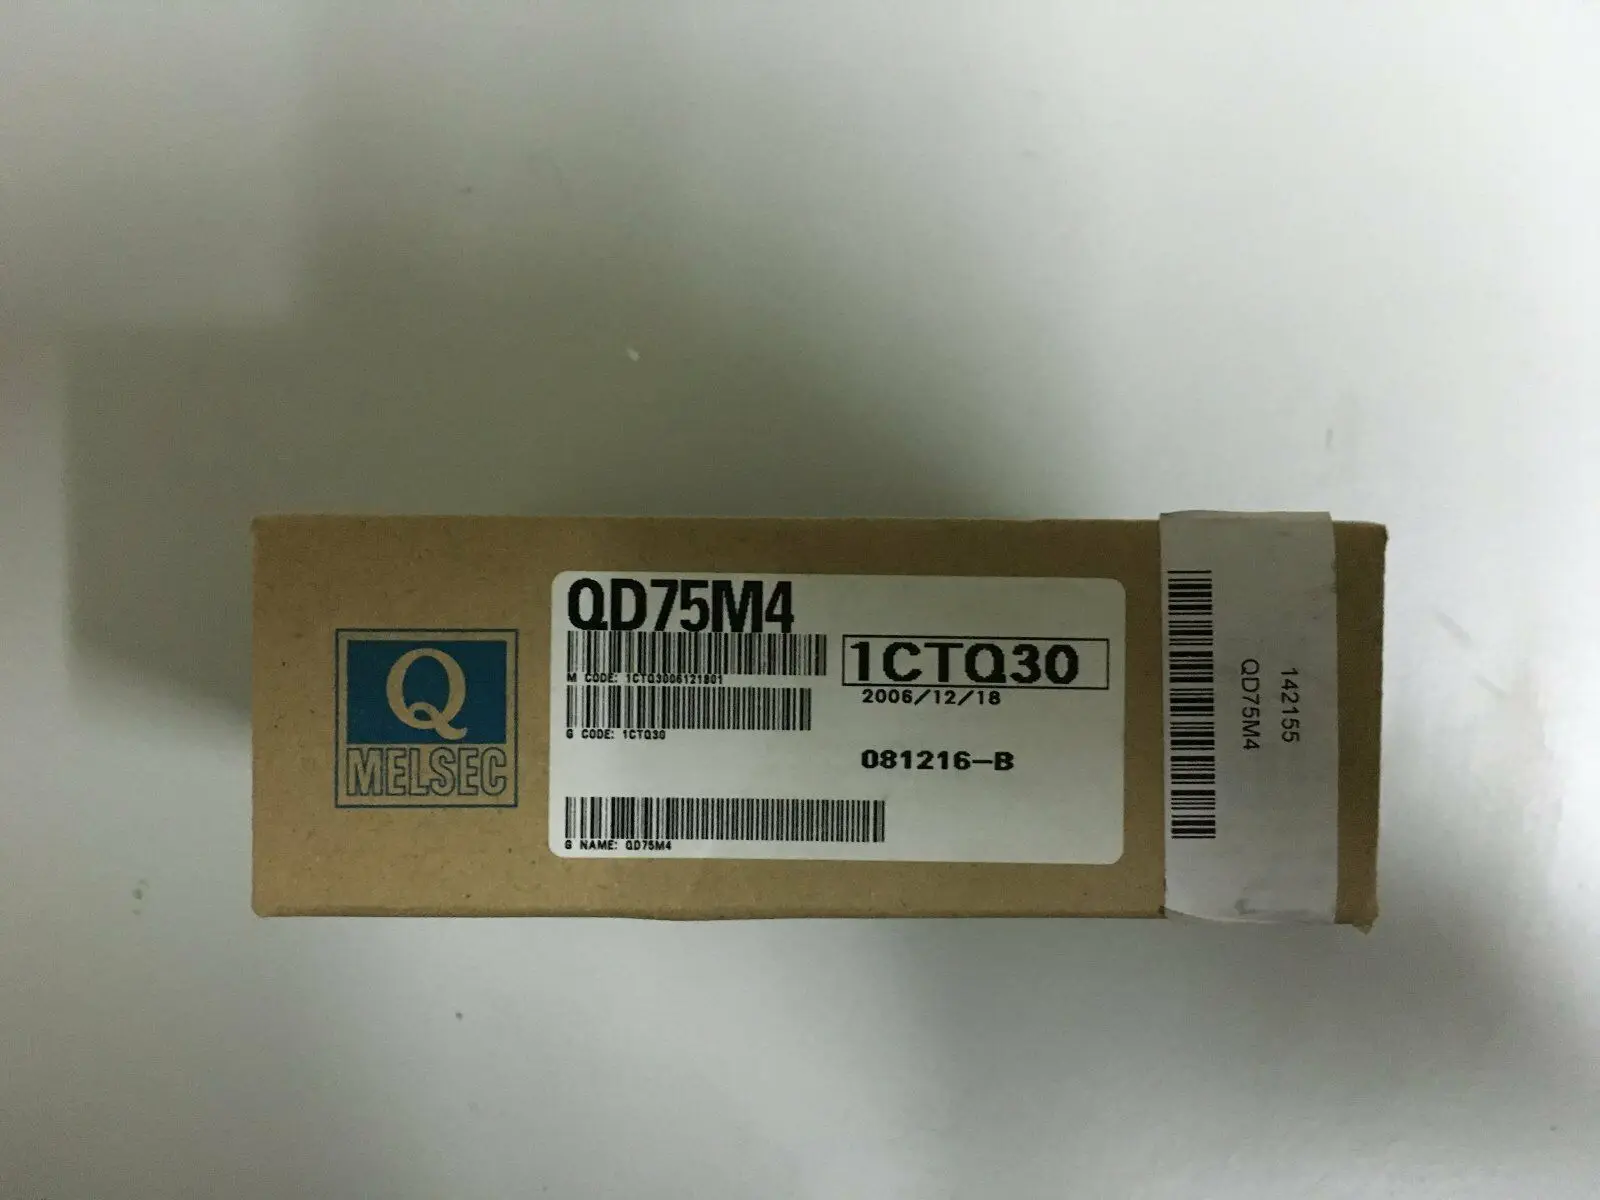 Q
MELSEC
QD75M4
M CODE: 1CTQ3006121801
1CTQ30
2006/12/18
G CODE: 1CTQ30
081216-B
G NAME: QD75M4
142155
QD75M4